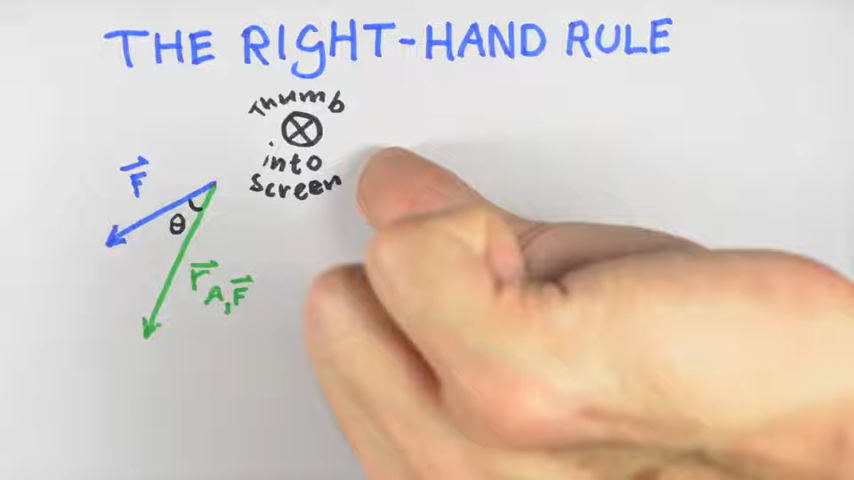 THE RIGHT-HAND RULE
Thumb
into
screen
F
θ
r A,F